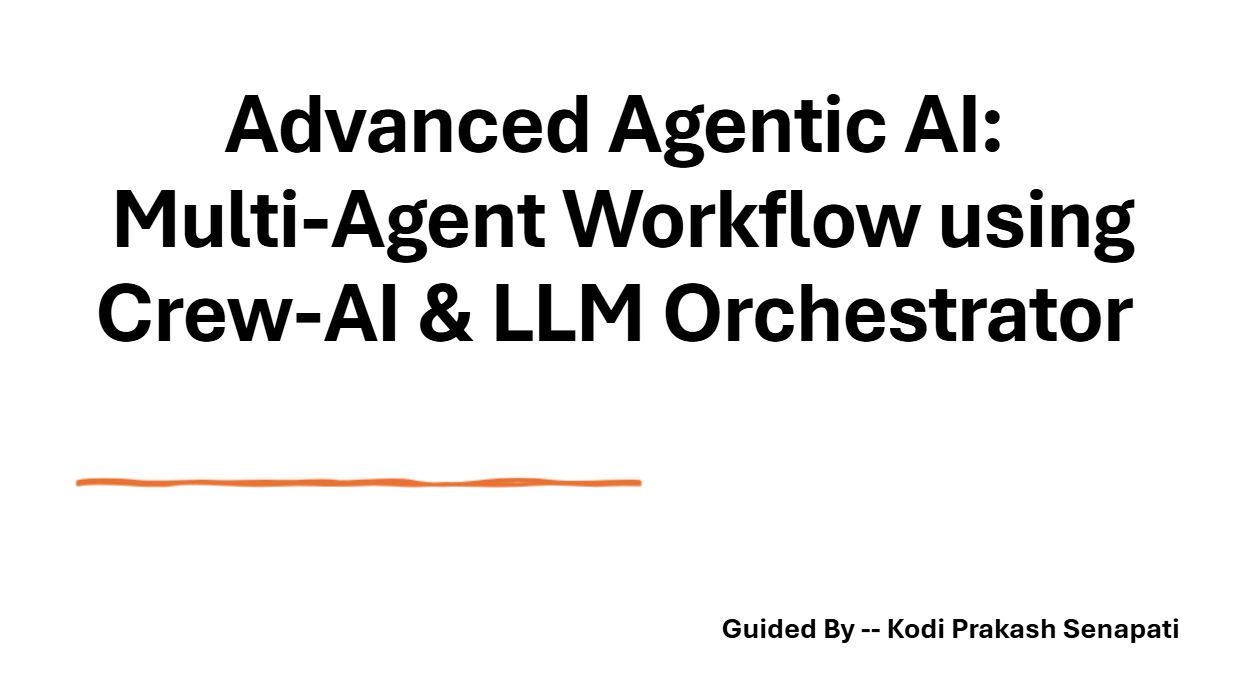 Advanced Agentic AI:
Multi-Agent Workflow using
Crew-AI & LLM Orchestrator
Guided By -- Kodi Prakash Senapati